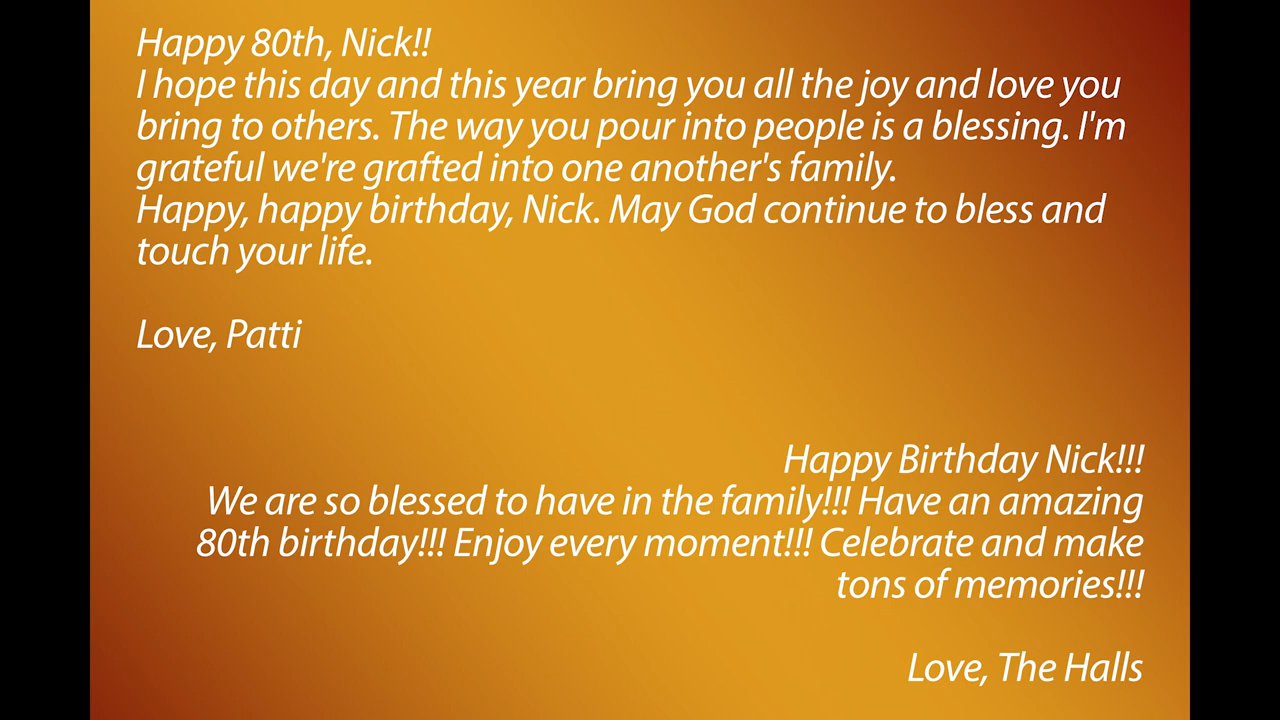 Happy 80th, Nick!!
I hope this day and this year bring you all the joy and love you
bring to others. The way you pour into people is a blessing. I'm
grateful we're grafted into one another's family.
Happy, happy birthday, Nick. May God continue to bless and
touch your life.
Love, Patti
Happy Birthday Nick!!!
We are so blessed to have in the family!!! Have an amazing
80th birthday!!! Enjoy every moment!!! Celebrate and make
tons of memories!!!
Love, The Halls